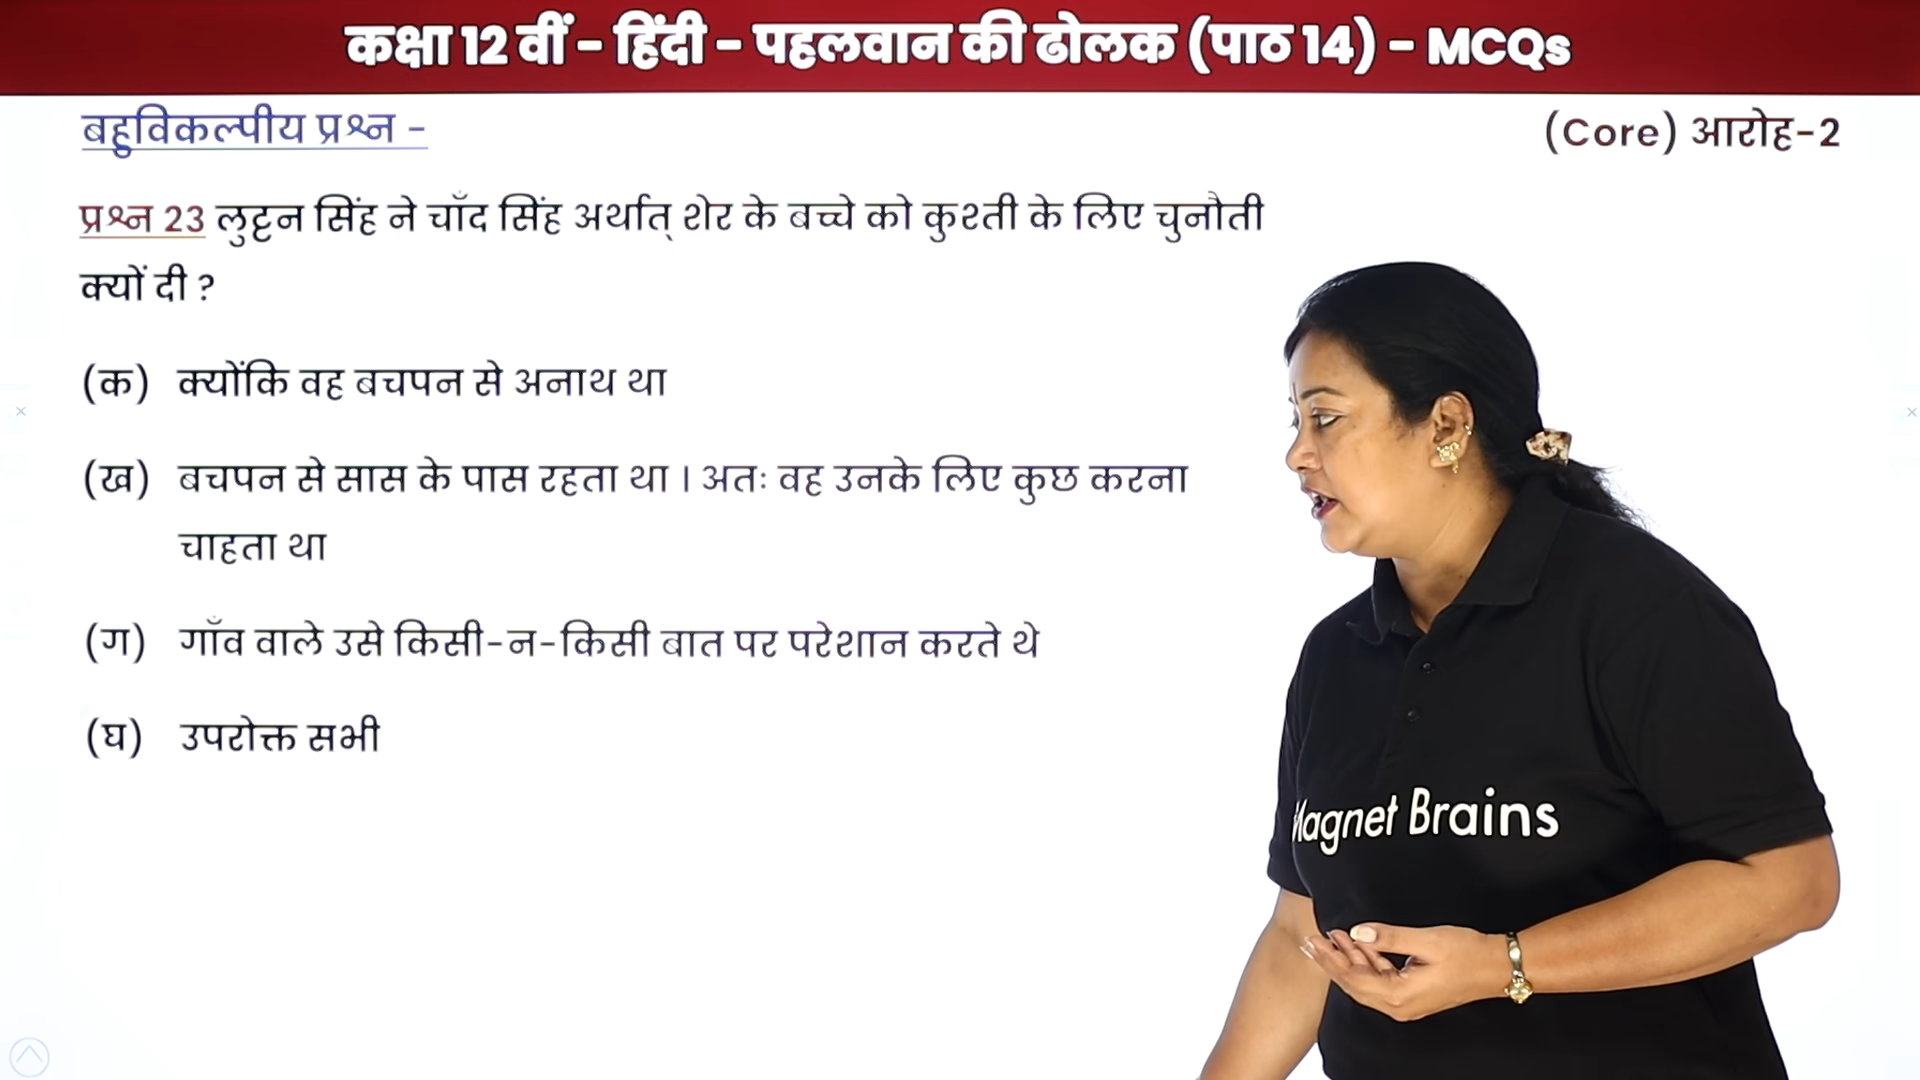 कक्षा 12 वीं - हिंदी - पहलवान की ढोलक (पाठ 14) - MCQs
बहुविकल्पीय प्रश्न -
(Core) आरोह-2
प्रश्न 23 लुट्टन सिंह ने चाँद सिंह अर्थात् शेर के बच्चे को कुश्ती के लिए चुनौती
क्यों दी ?
(क) क्योंकि वह बचपन से अनाथ था
(ख) बचपन से सास के पास रहता था । अतः वह उनके लिए कुछ करना
चाहता था
(ग) गाँव वाले उसे किसी-न-किसी बात पर परेशान करते थे
(घ) उपरोक्त सभी
Magnet Brains